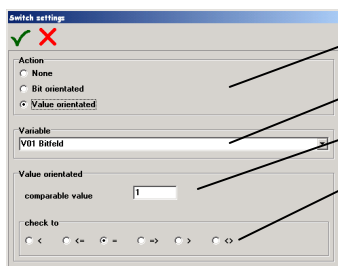 Switch settings
Action
None
Bit orientated
Value orientated
Variable
V01 Bitfeld
Value orientated
comparable value 1
check to
< <= = => > <>